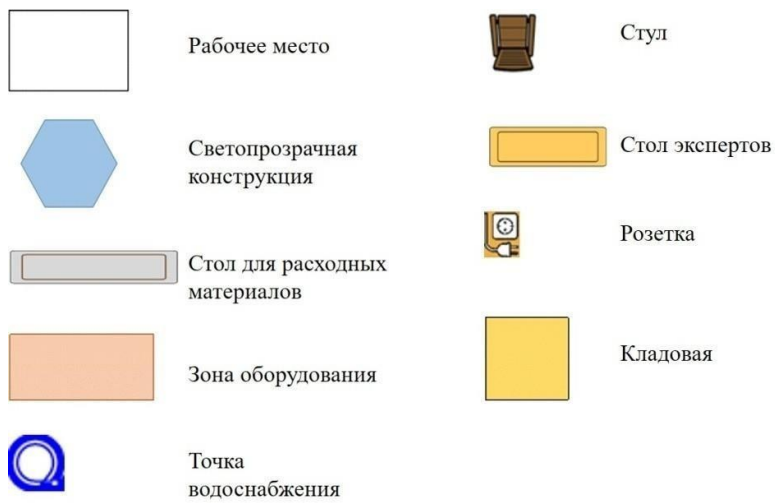 Рабочее место
Светопрозрачная
конструкция
Стол для расходных
материалов
Зона оборудования
Точка
водоснабжения
Стул
Стол экспертов
Розетка
Кладовая